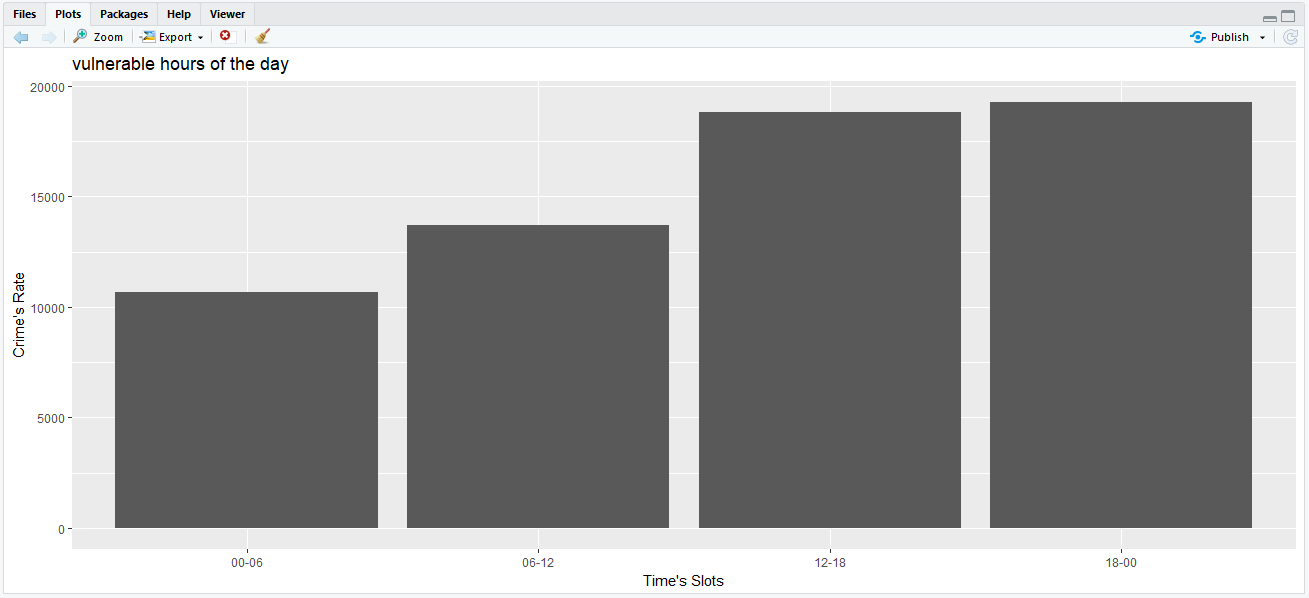 Files Plots Packages Help Viewer
Zoom Export Publish
vulnerable hours of the day
20000
15000
10000
5000
0
Crime's Rate
00-06 06-12 12-18 18-00
Time's Slots